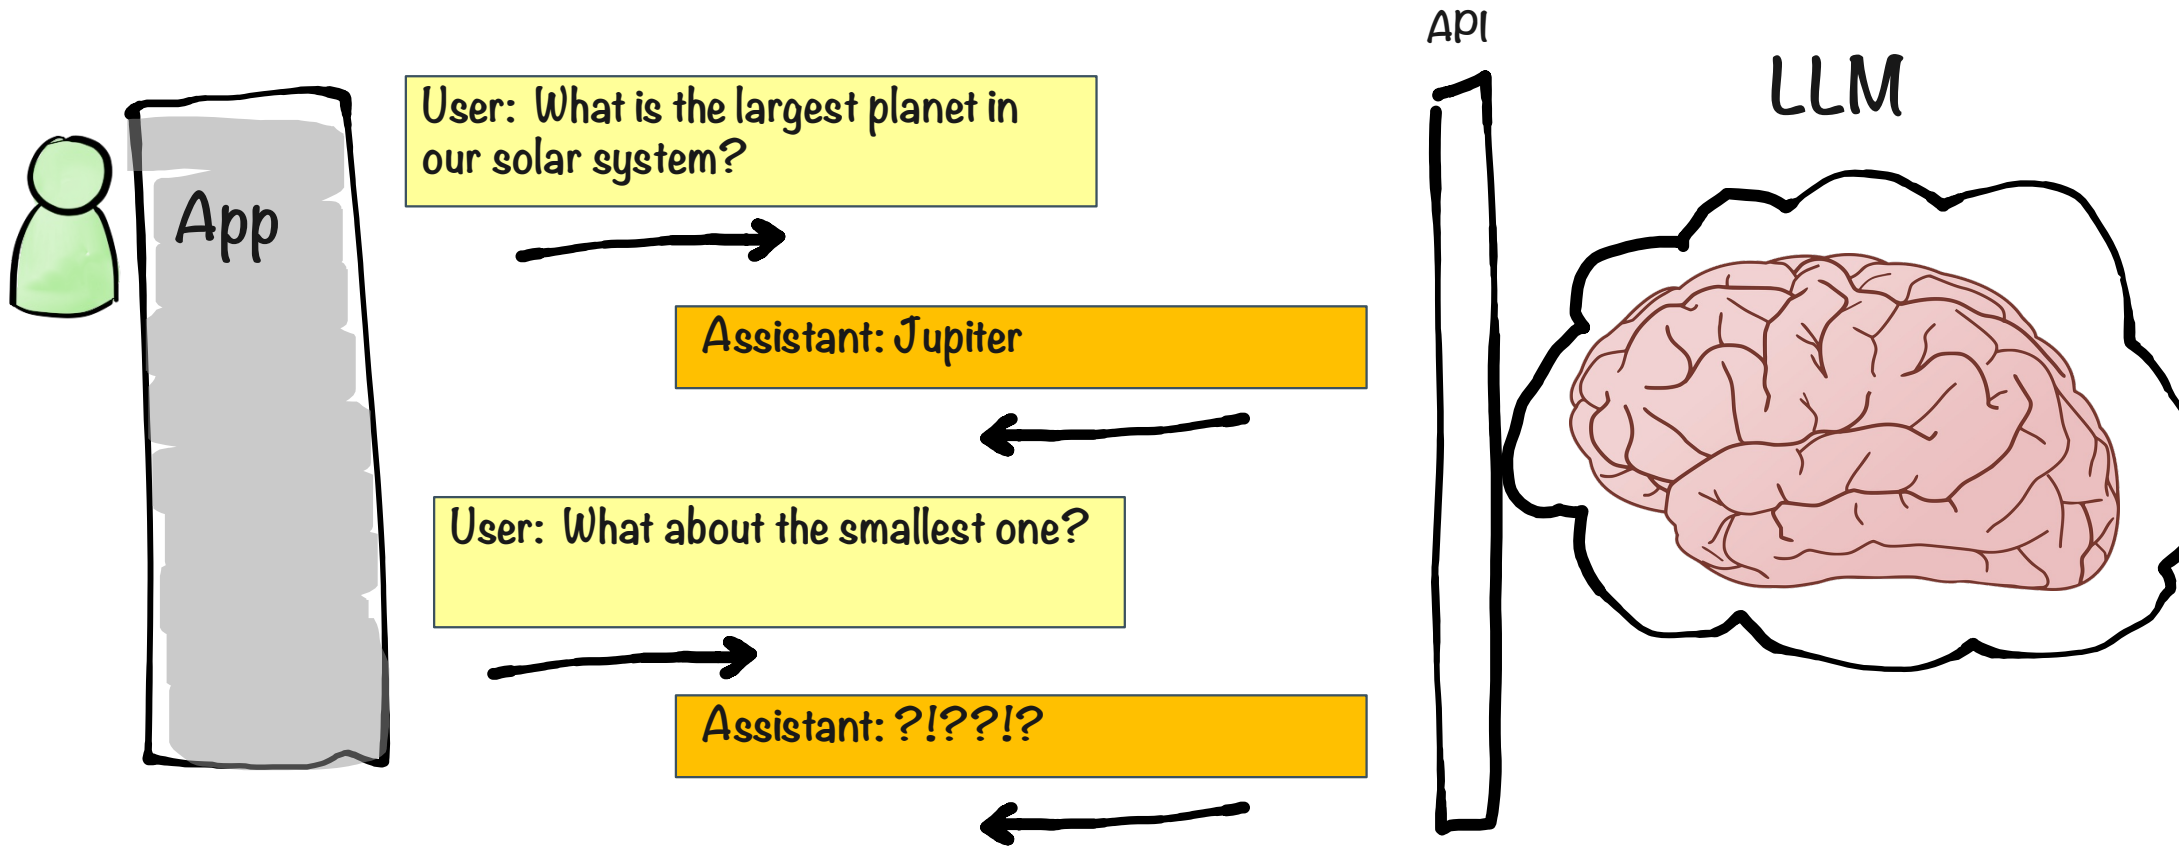 API
LLM
App
User: What is the largest planet in
our solar system?
Assistant: Jupiter
User: What about the smallest one?
Assistant: ?!??!?